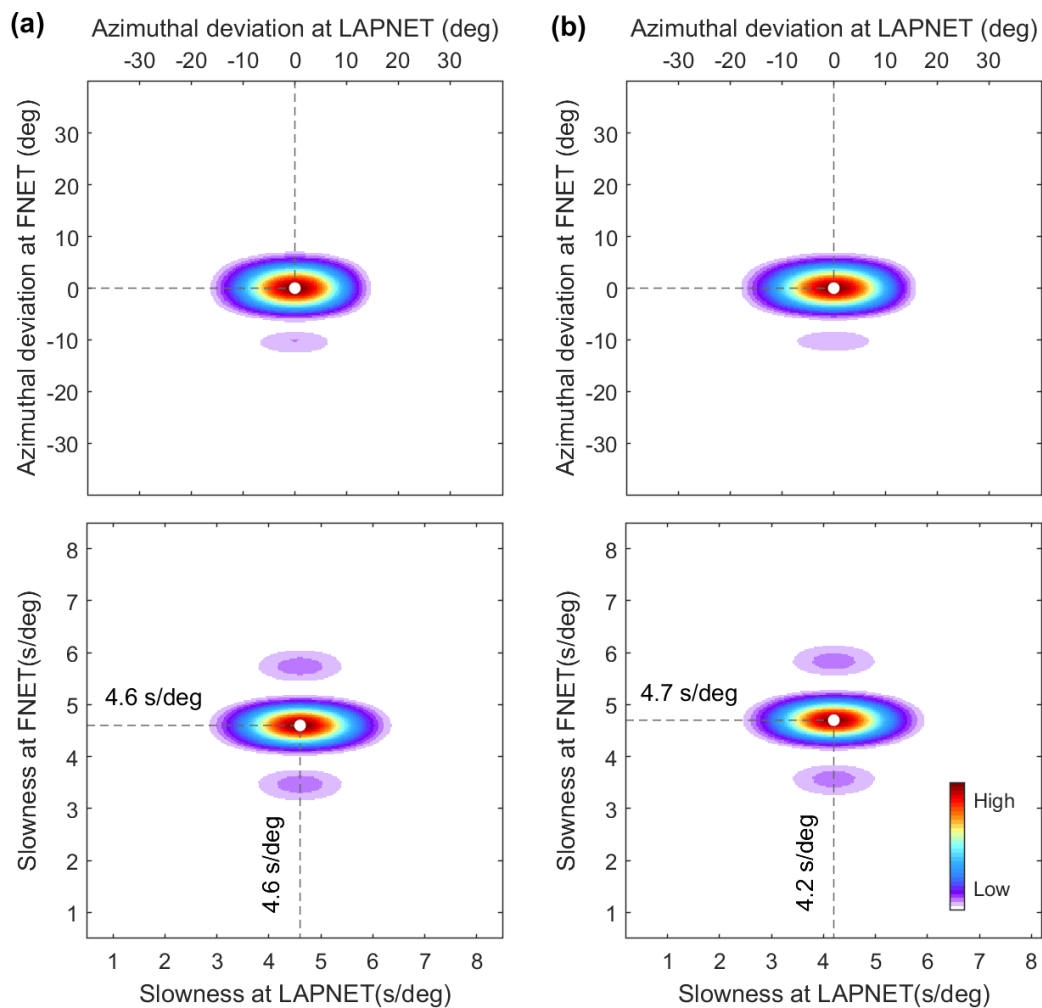 (a)
Azimuthal deviation at LAPNET (deg)
-30 -20 -10 0 10 20 30
Azimuthal deviation at FNET (deg)
30
20
10
0
-10
-20
-30
(b)
Azimuthal deviation at LAPNET (deg)
-30 -20 -10 0 10 20 30
Azimuthal deviation at FNET (deg)
30
20
10
0
-10
-20
-30
Slowness at FNET(s/deg)
8
7
6
5
4
3
2
1
4.6 s/deg
4.6 s/deg
1 2 3 4 5 6 7 8
Slowness at LAPNET(s/deg)
Slowness at FNET(s/deg)
8
7
6
5
4
3
2
1
4.7 s/deg
4.2 s/deg
High
Low
1 2 3 4 5 6 7 8
Slowness at LAPNET(s/deg)